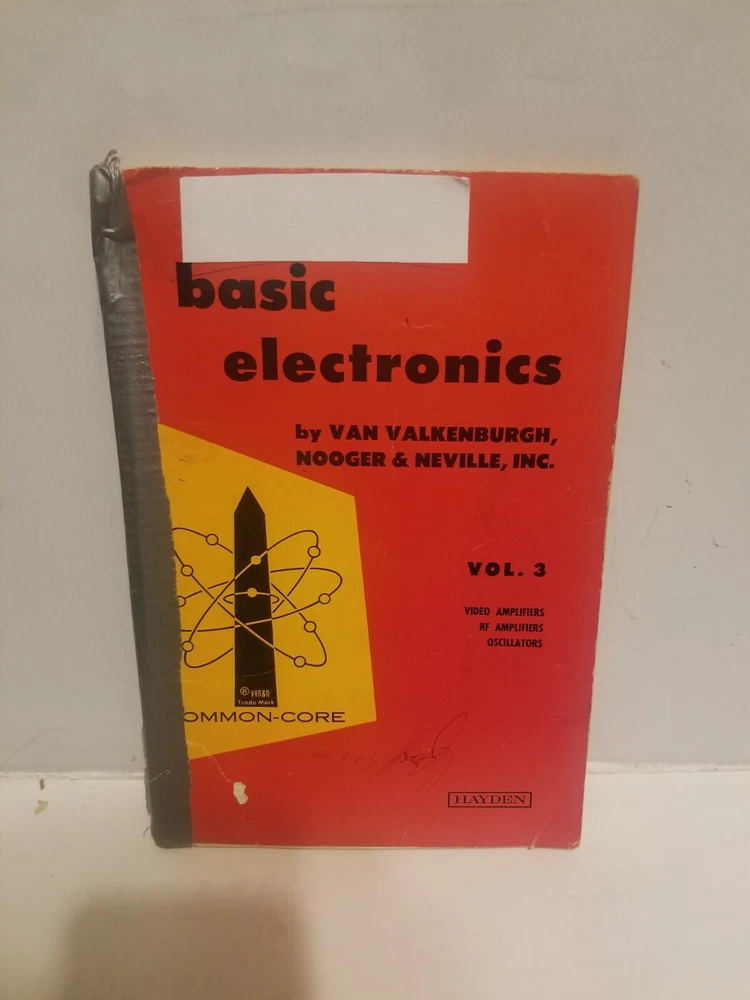 basic
electronics
by VAN VALKENBURGH,
NOOGER & NEVILLE, INC.
VOL. 3
VIDEO AMPLIFIERS
RF AMPLIFIERS
OSCILLATORS
® VVN&N
Trade Mark
OMMON-CORE
HAYDEN